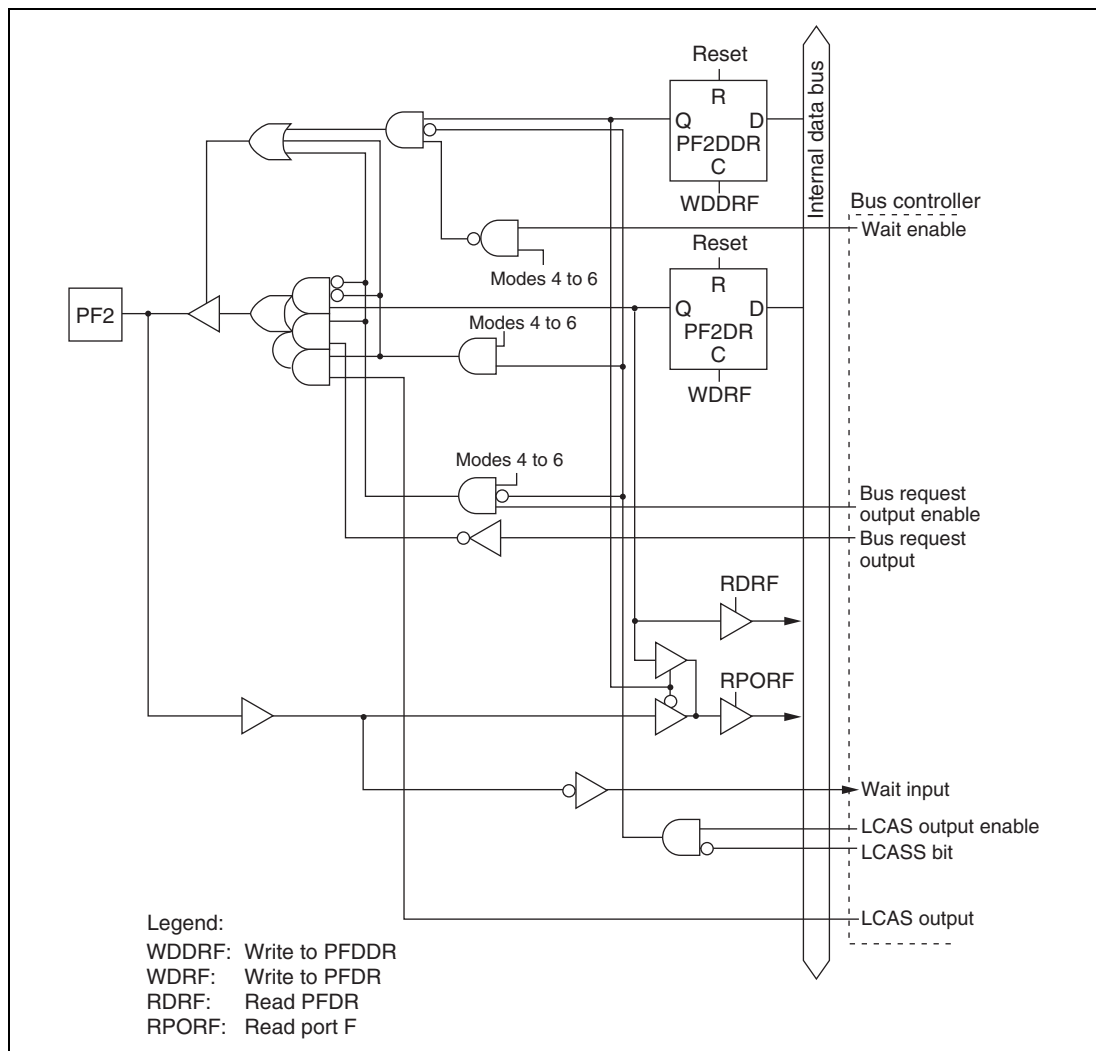 Reset
R
Q
D
PF2DDR
C
WDDRF
Internal data bus
Bus controller
Wait enable
Modes 4 to 6
Reset
R
Q
D
PF2DR
C
WDRF
PF2
Modes 4 to 6
Modes 4 to 6
Bus request
output enable
Bus request
output
RDRF
RPORF
Wait input
LCAS output enable
LCASS bit
LCAS output
Legend:
WDDRF: Write to PFDDR
WDRF: Write to PFDR
RDRF: Read PFDR
RPORF: Read port F